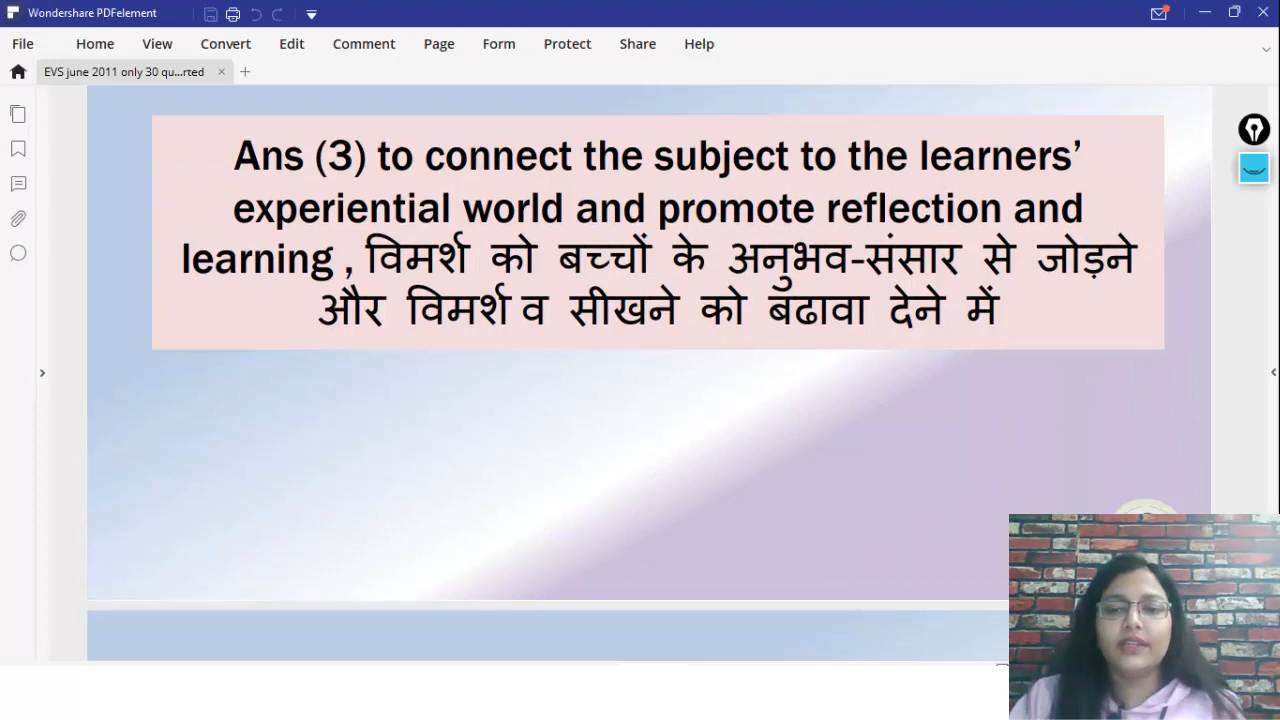 Wondershare PDFelement
File Home View Convert Edit Comment Page Form Protect Share Help
EVS june 2011 only 30 qu...rted
Ans (3) to connect the subject to the learners’
experiential world and promote reflection and
learning , विमर्श को बच्चों के अनुभव-संसार से जोड़ने
और विमर्श व सीखने को बढावा देने में